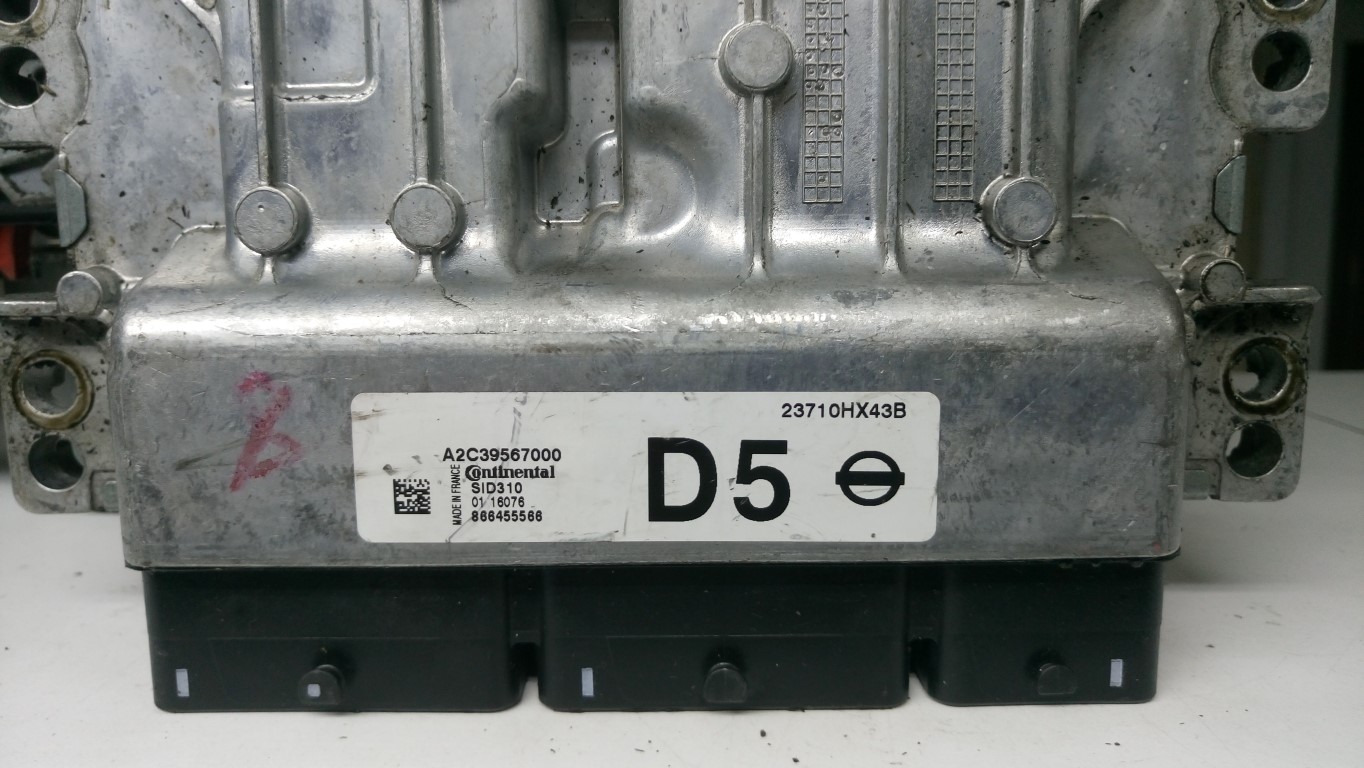 23710HX43B
A2C39567000
Continental
SID310
01 16076
866455566
MADE IN FRANCE
D5